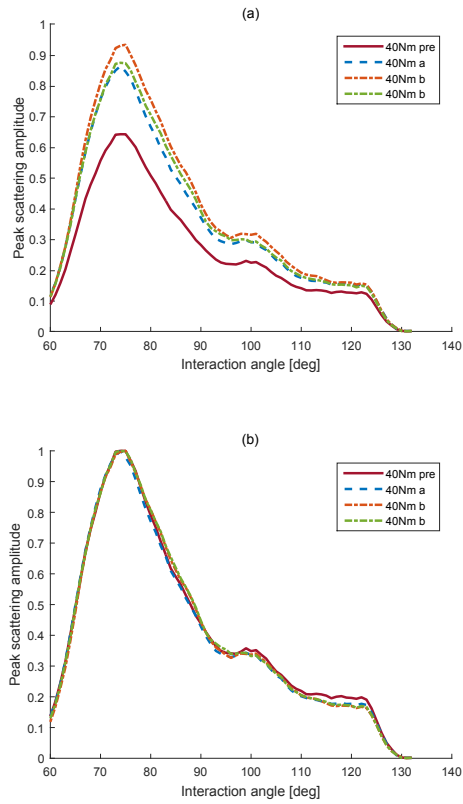 (a)
Peak scattering amplitude
1
0.9
0.8
0.7
0.6
0.5
0.4
0.3
0.2
0.1
0
60 70 80 90 100 110 120 130 140
Interaction angle [deg]
40Nm pre
40Nm a
40Nm b
40Nm b
(b)
Peak scattering amplitude
1
0.9
0.8
0.7
0.6
0.5
0.4
0.3
0.2
0.1
0
60 70 80 90 100 110 120 130 140
Interaction angle [deg]
40Nm pre
40Nm a
40Nm b
40Nm b